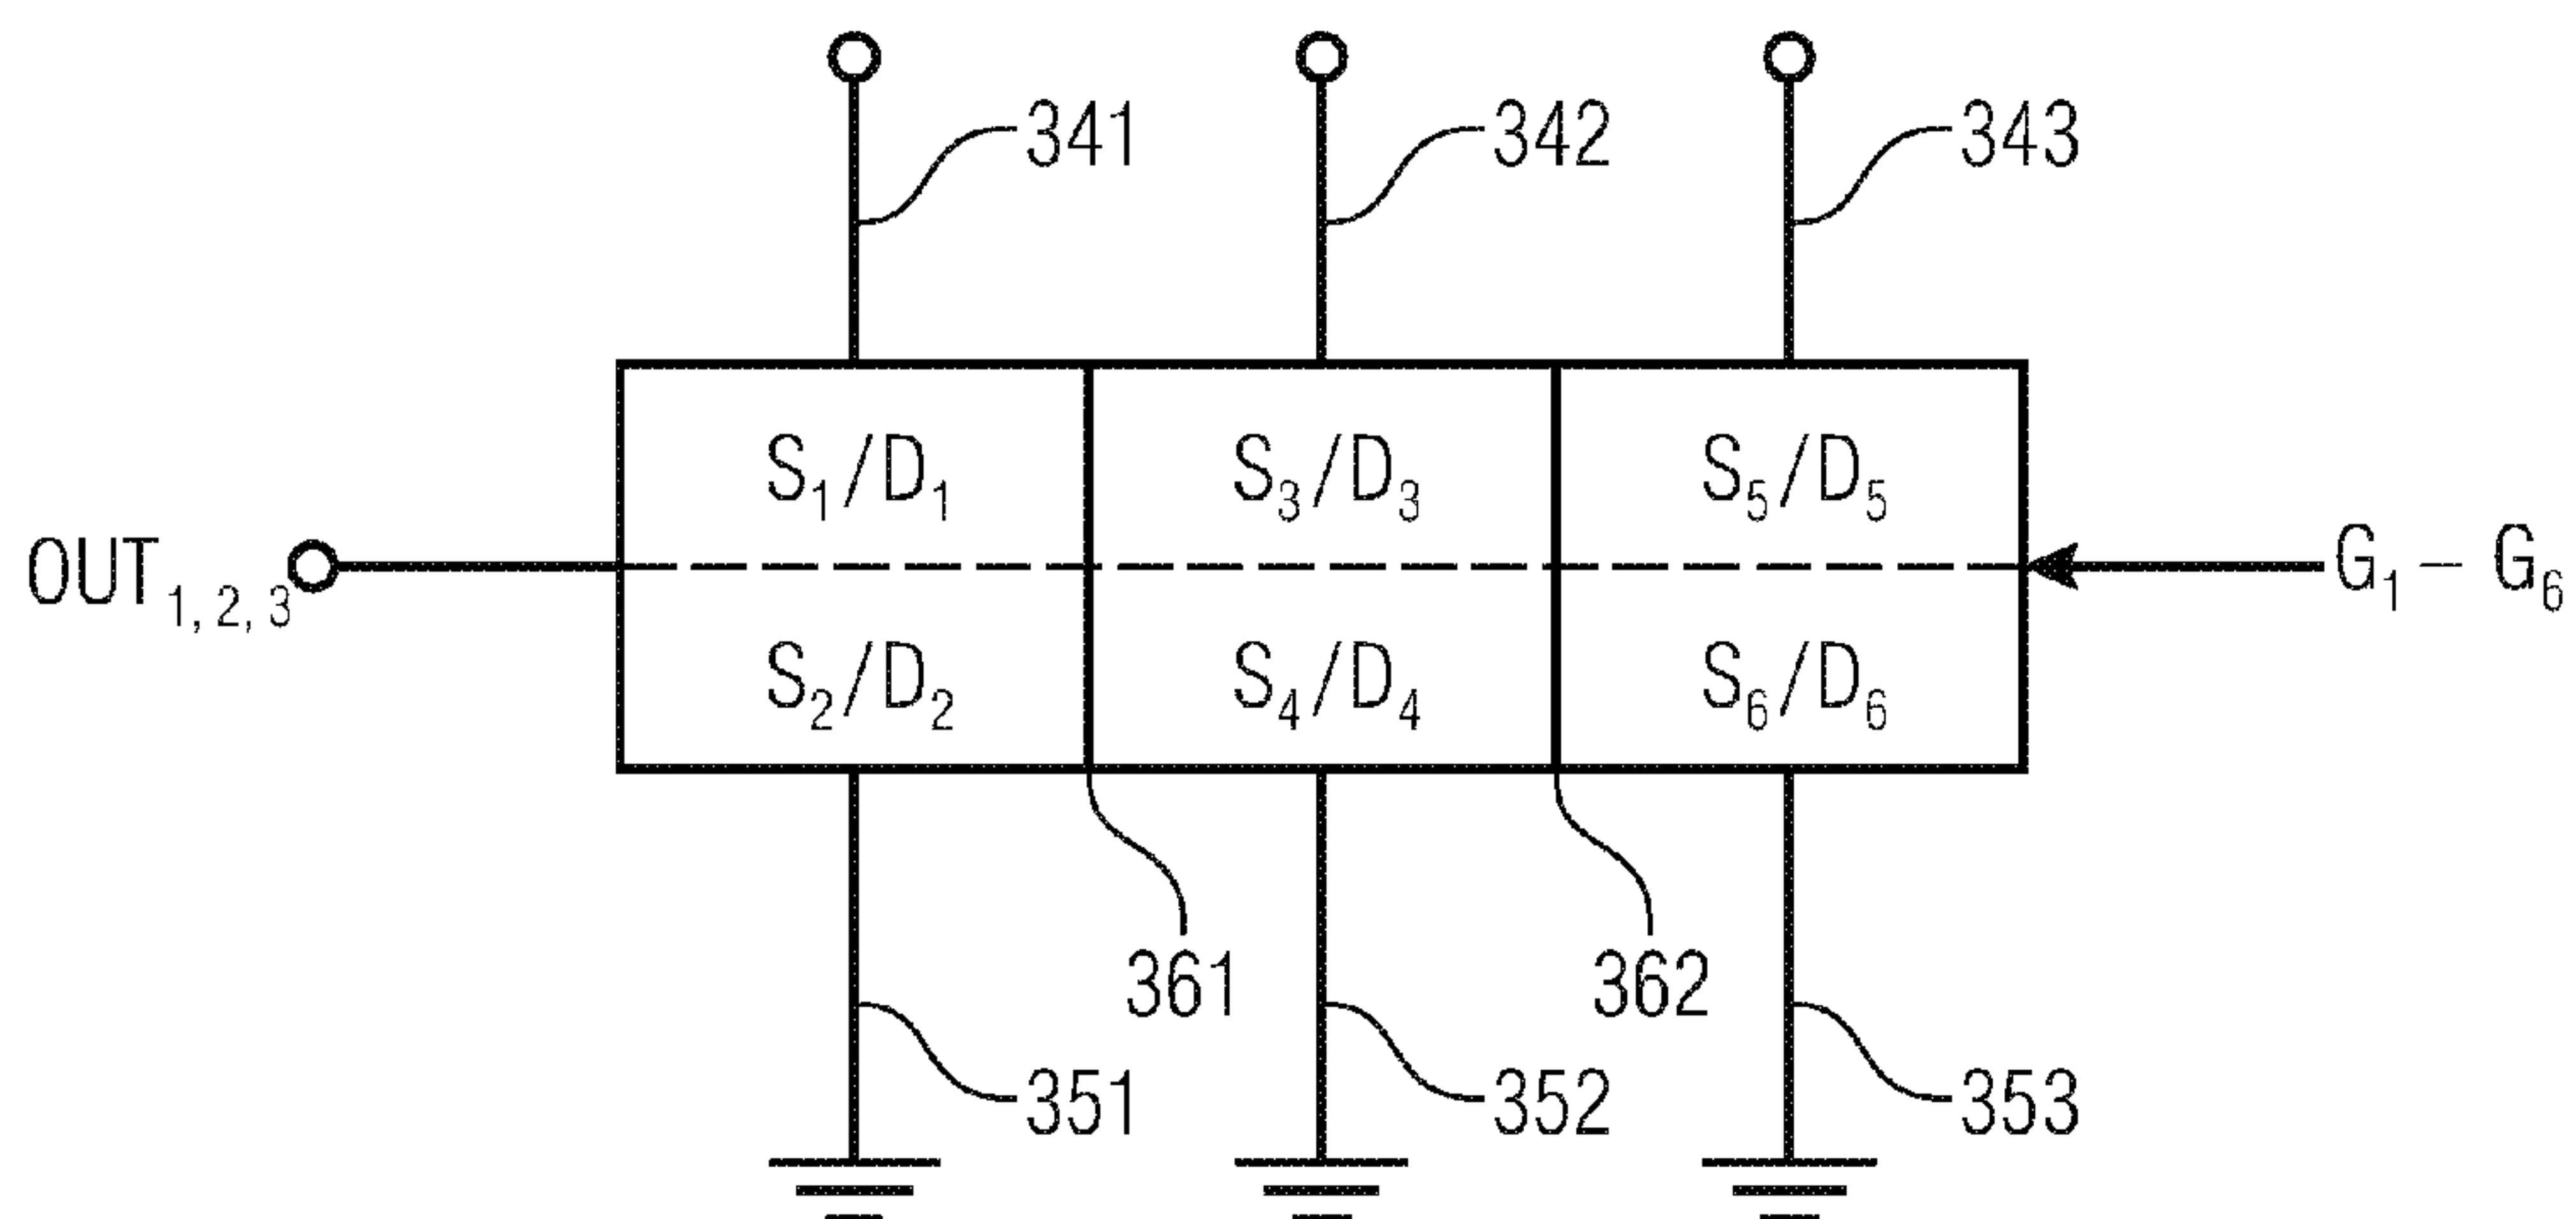 341 342 343
S₁/D₁ S₃/D₃ S₅/D₅
OUT₁, ₂, ₃ G₁ – G₆
S₂/D₂ S₄/D₄ S₆/D₆
361 362
351 352 353